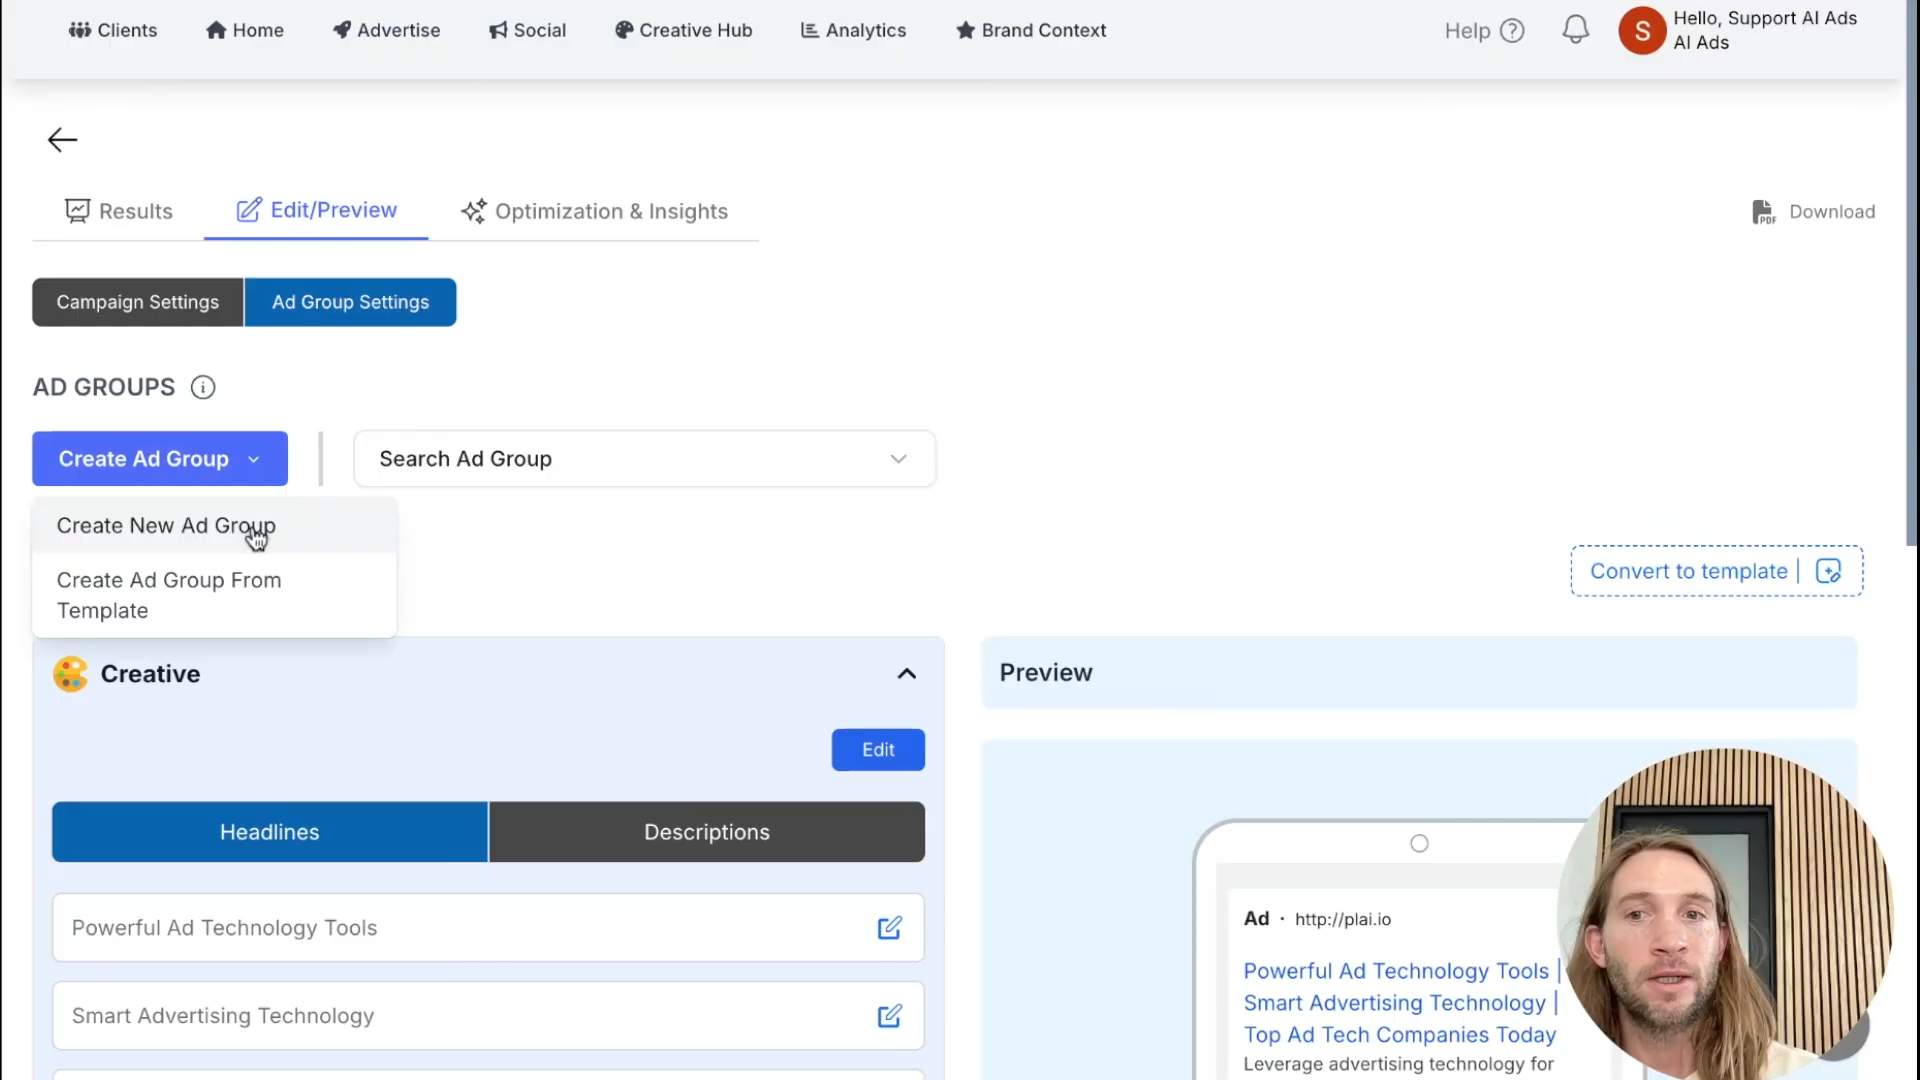 Clients
Home
Advertise
Social
Creative Hub
Analytics
Brand Context
Help
S
Hello, Support AI Ads
AI Ads
Results
Edit/Preview
Optimization & Insights
PDF
Download
Campaign Settings
Ad Group Settings
AD GROUPS
Create Ad Group
Search Ad Group
Create New Ad Group
Create Ad Group From
Template
Convert to template |
Creative
Preview
Edit
Headlines
Descriptions
Powerful Ad Technology Tools
Smart Advertising Technology
Ad · http://plai.io
Powerful Ad Technology Tools |
Smart Advertising Technology |
Top Ad Tech Companies Today
Leverage advertising technology for